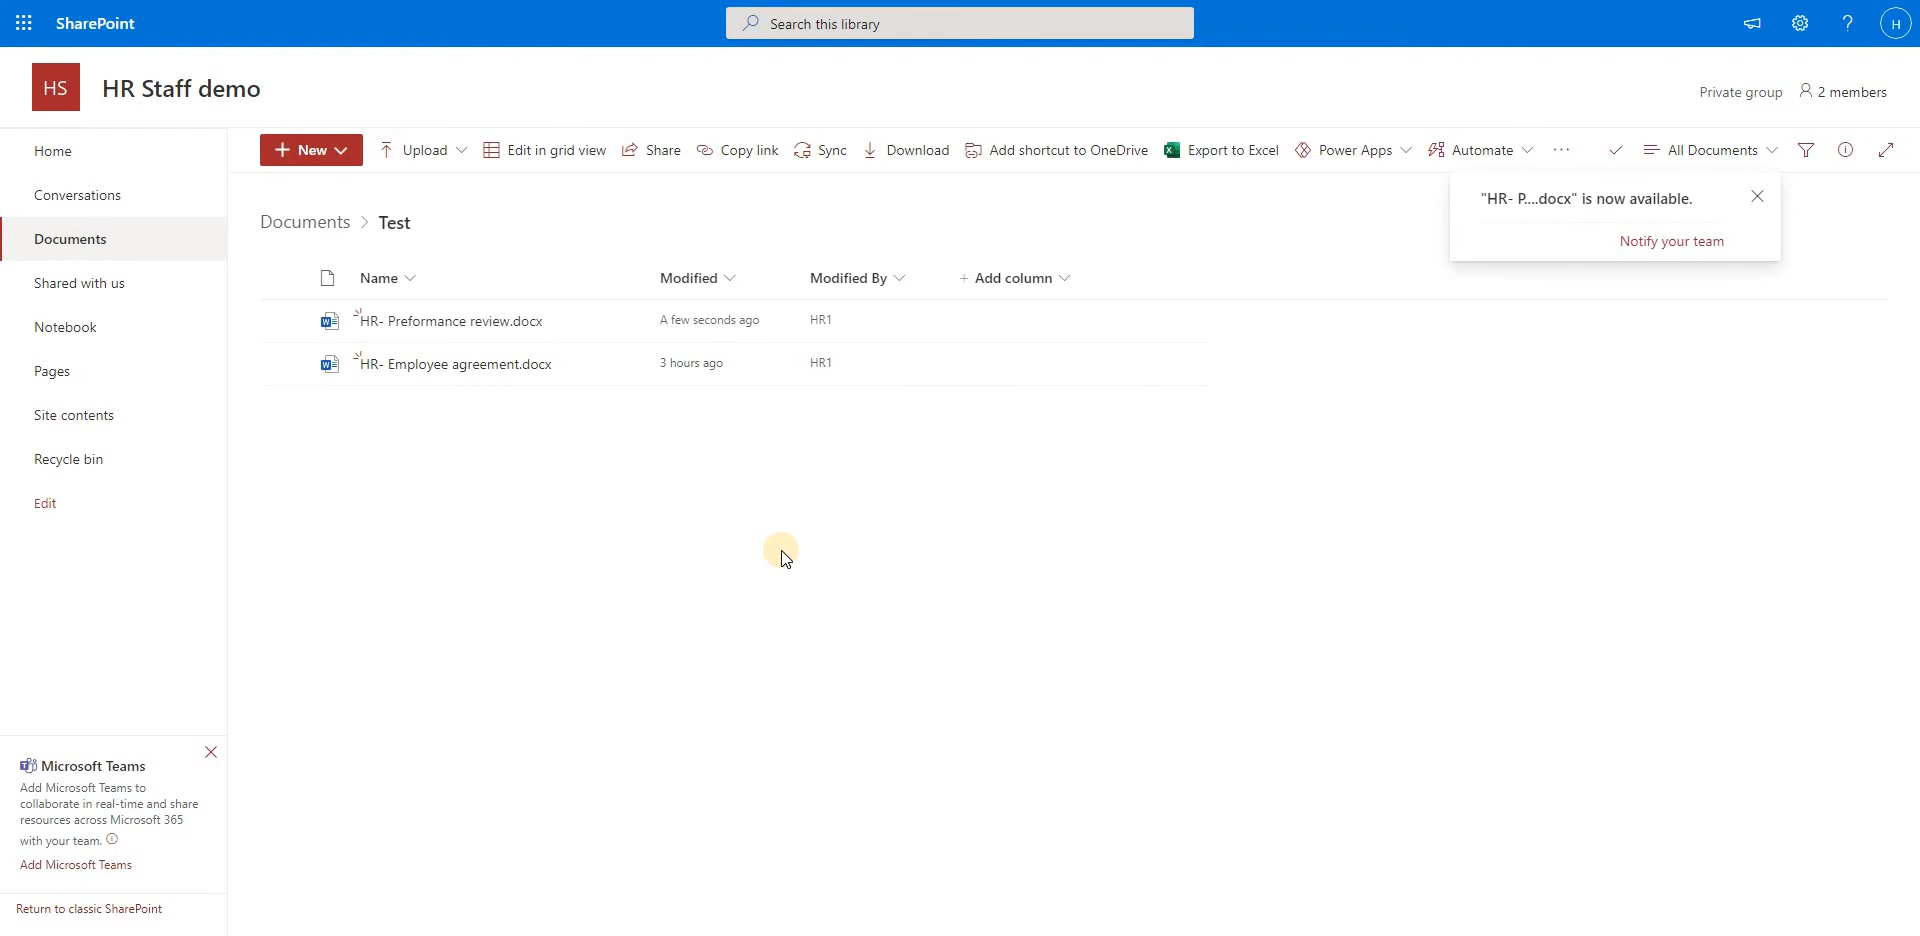 SharePoint
Search this library
H
HS
HR Staff demo
Private group
2 members
Home
Conversations
Documents
Shared with us
Notebook
Pages
Site contents
Recycle bin
Edit
+ New
Upload
Edit in grid view
Share
Copy link
Sync
Download
Add shortcut to OneDrive
Export to Excel
Power Apps
Automate
...
All Documents
"HR- P....docx" is now available.
Notify your team
Documents > Test
Name
Modified
Modified By
+ Add column
HR- Preformance review.docx
A few seconds ago
HR1
HR- Employee agreement.docx
3 hours ago
HR1
Microsoft Teams
Add Microsoft Teams to
collaborate in real-time and share
resources across Microsoft 365
with your team.
Add Microsoft Teams
Return to classic SharePoint